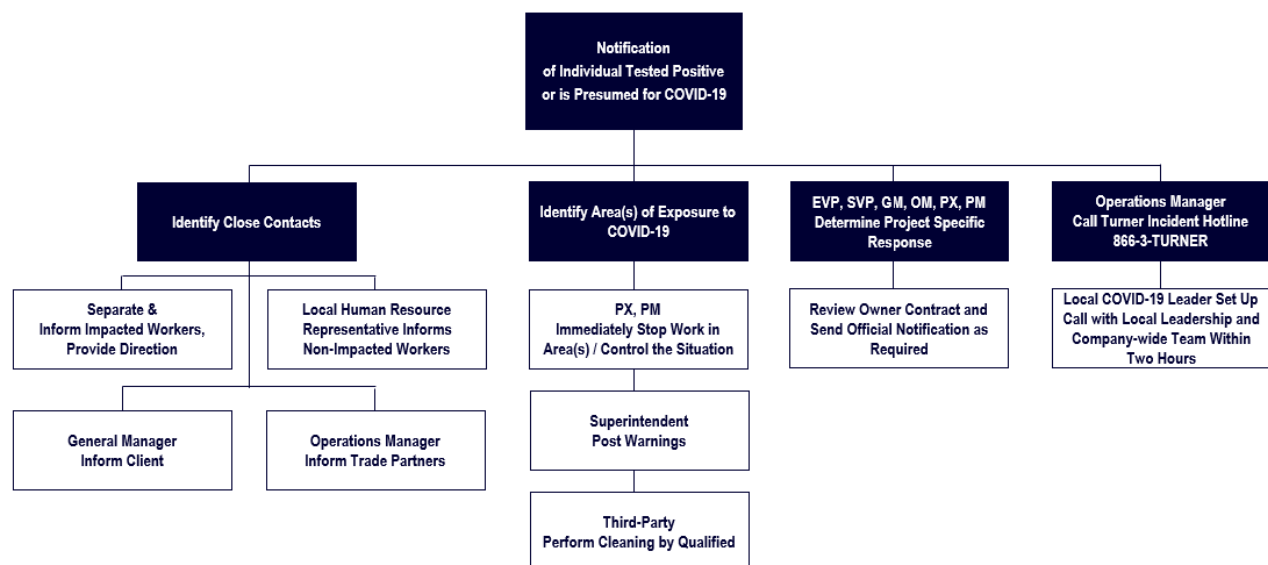 Notification
of Individual Tested Positive
or is Presumed for COVID-19
Identify Close Contacts
Identify Area(s) of Exposure to
COVID-19
EVP, SVP, GM, OM, PX, PM
Determine Project Specific
Response
Operations Manager
Call Turner Incident Hotline
866-3-TURNER
Separate &
Inform Impacted Workers,
Provide Direction
Local Human Resource
Representative Informs
Non-Impacted Workers
PX, PM
Immediately Stop Work in
Area(s) / Control the Situation
Review Owner Contract and
Send Official Notification as
Required
Local COVID-19 Leader Set Up
Call with Local Leadership and
Company-wide Team Within
Two Hours
General Manager
Inform Client
Operations Manager
Inform Trade Partners
Superintendent
Post Warnings
Third-Party
Perform Cleaning by Qualified